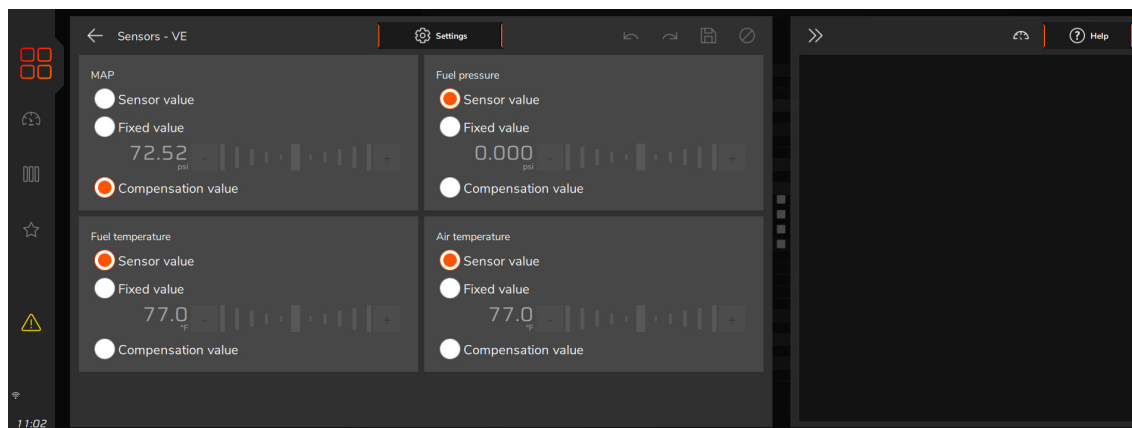 Sensors - VE
Settings
Help
MAP
Sensor value
Fixed value
72.52
psi
- +
Compensation value
Fuel pressure
Sensor value
Fixed value
0.000
psi
- +
Compensation value
Fuel temperature
Sensor value
Fixed value
77.0
°F
- +
Compensation value
Air temperature
Sensor value
Fixed value
77.0
°F
- +
Compensation value
11:02